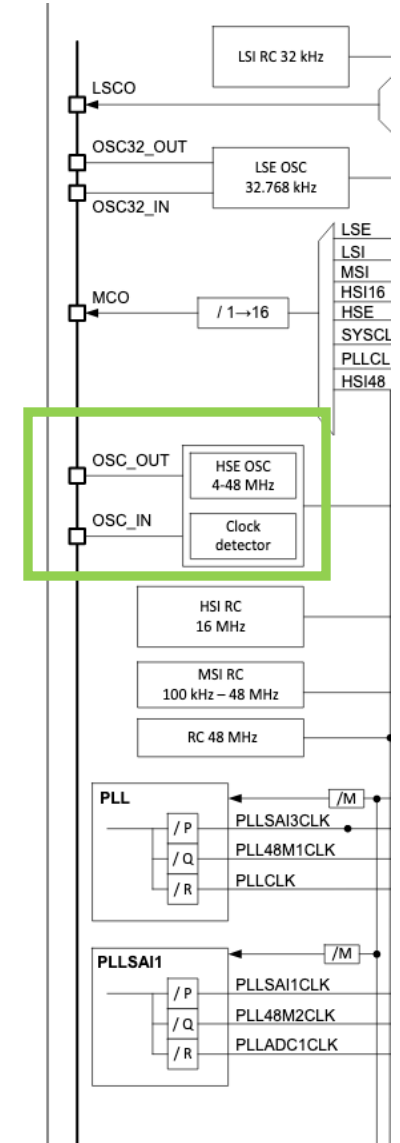 LSI RC 32 kHz
LSCO
OSC32_OUT
LSE OSC
32.768 kHz
OSC32_IN
LSE
LSI
MSI
HSI16
HSE
SYSCL
PLLCL
HSI48
MCO
/ 1→16
OSC_OUT
HSE OSC
4-48 MHz
OSC_IN
Clock
detector
HSI RC
16 MHz
MSI RC
100 kHz – 48 MHz
RC 48 MHz
PLL
/M
/ P
PLLSAI3CLK
/ Q
PLL48M1CLK
/ R
PLLCLK
PLLSAI1
/M
/ P
PLLSAI1CLK
/ Q
PLL48M2CLK
/ R
PLLADC1CLK